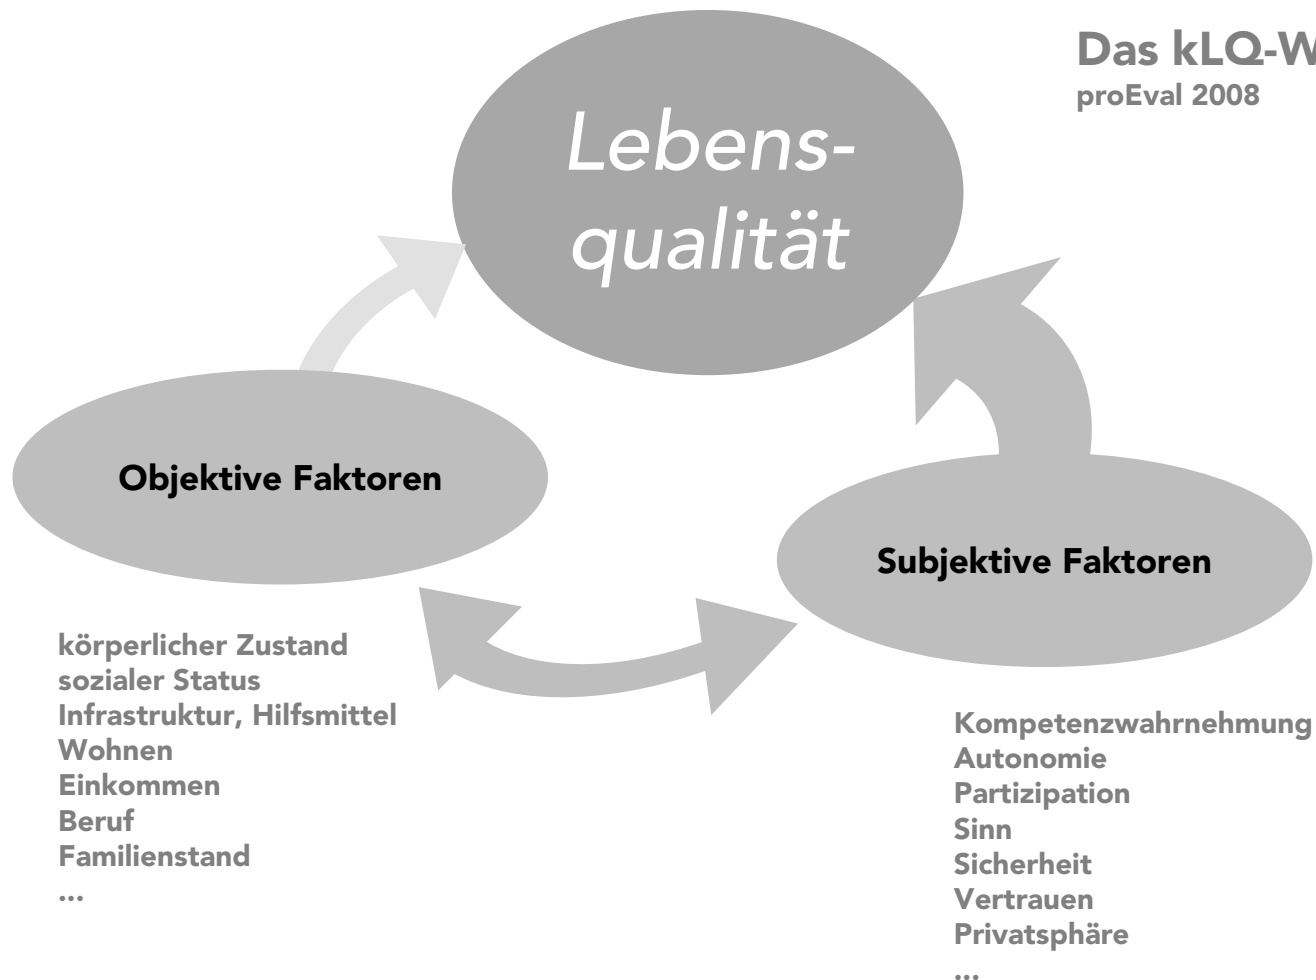 Das kLQ-W
proEval 2008
Lebens-
qualität
Objektive Faktoren
Subjektive Faktoren
körperlicher Zustand
sozialer Status
Infrastruktur, Hilfsmittel
Wohnen
Einkommen
Beruf
Familienstand
...
Kompetenzwahrnehmung
Autonomie
Partizipation
Sinn
Sicherheit
Vertrauen
Privatsphäre
...